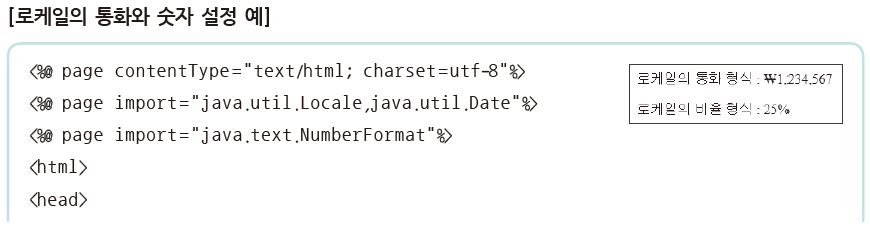 [로케일의 통화와 숫자 설정 예]
<%@ page contentType="text/html; charset=utf-8"%>
<%@ page import="java.util.Locale,java.util.Date"%>
<%@ page import="java.text.NumberFormat"%>
<html>
<head>
로케일의 통화 형식 : ₩1,234,567
로케일의 비율 형식 : 25%